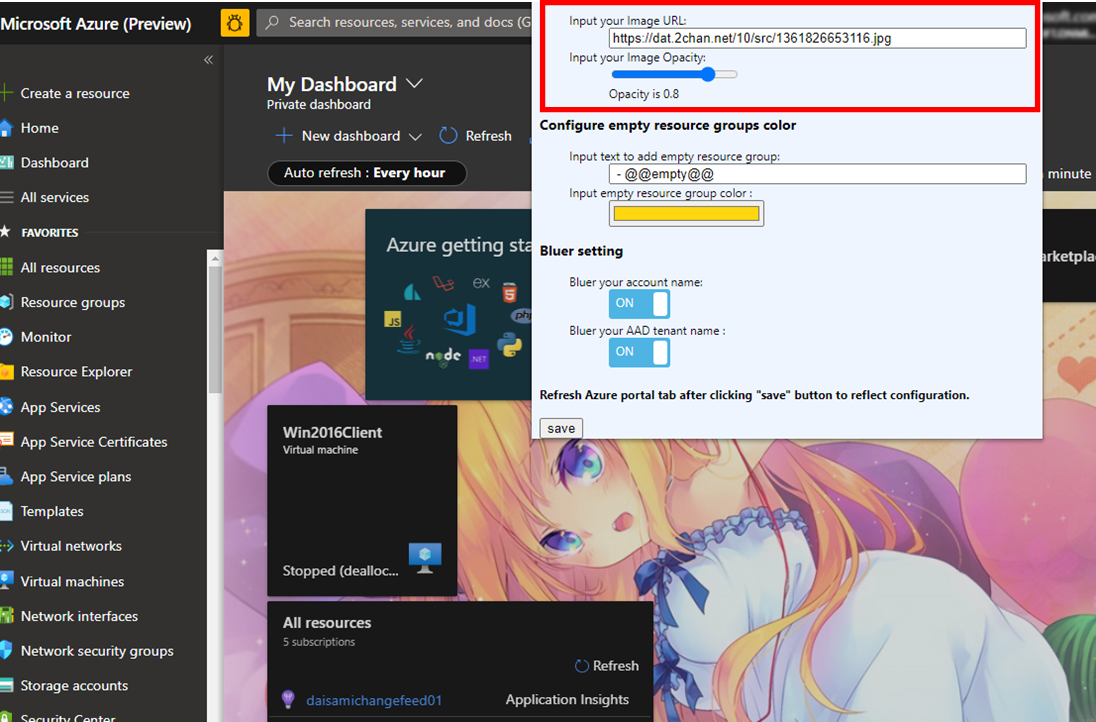 Microsoft Azure (Preview)
Search resources, services, and docs (G
«
Create a resource
Home
Dashboard
All services
FAVORITES
All resources
Resource groups
Monitor
Resource Explorer
App Services
App Service Certificates
App Service plans
Templates
Virtual networks
Virtual machines
Network interfaces
Network security groups
Storage accounts
Security Center
My Dashboard
Private dashboard
New dashboard
Refresh
Auto refresh : Every hour
minute
Azure getting sta
ex
JS
5
php
node
.NET
arketplac
Win2016Client
Virtual machine
Stopped (dealloc...
All resources
5 subscriptions
Refresh
daisamichangefeed01
Application Insights
Input your Image URL:
https://dat.2chan.net/10/src/1361826653116.jpg
Input your Image Opacity:
Opacity is 0.8
Configure empty resource groups color
Input text to add empty resource group:
- @@empty@@
Input empty resource group color :
Bluer setting
Bluer your account name:
ON
Bluer your AAD tenant name :
ON
Refresh Azure portal tab after clicking "save" button to reflect configuration.
save